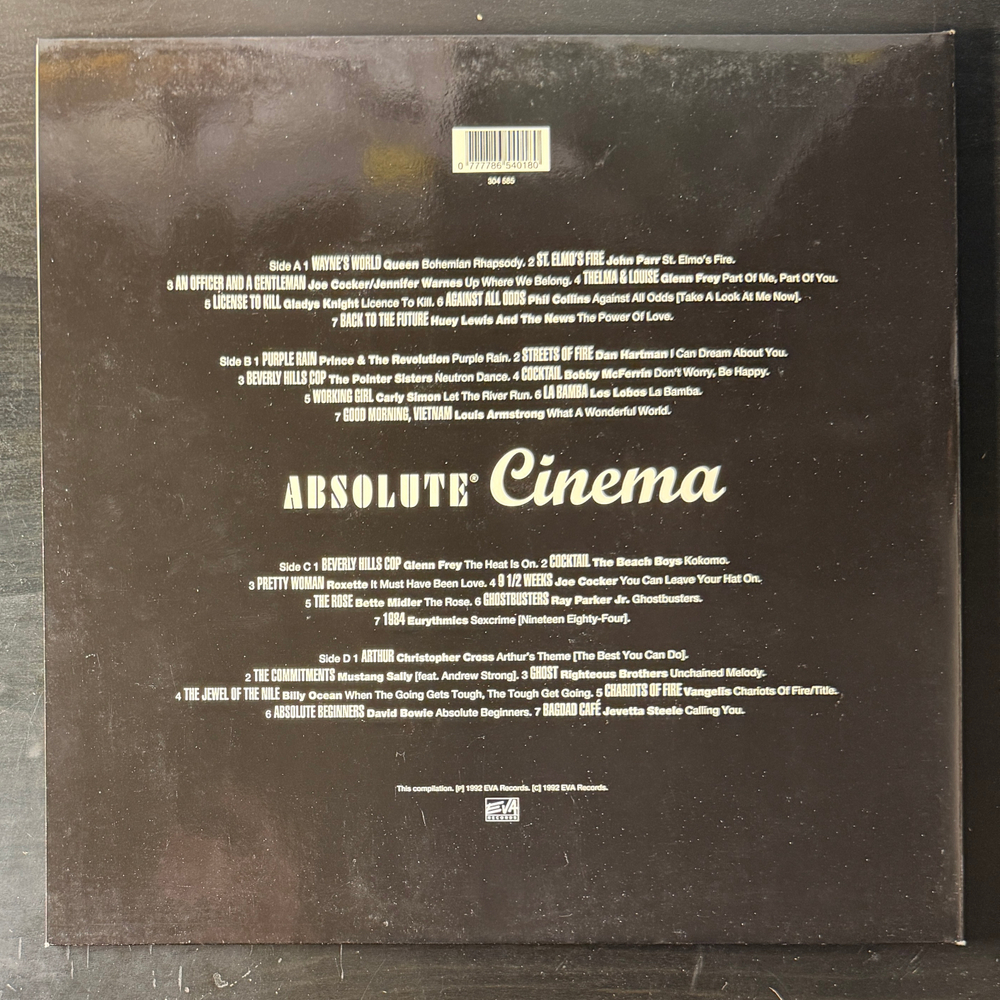 0 777786 540180
304 585
Side A 1 WAYNE'S WORLD Queen Bohemian Rhapsody. 2 ST. ELMO'S FIRE John Parr St. Elmo's Fire.
3 AN OFFICER AND A GENTLEMAN Joe Cocker/Jennifer Warnes Up Where We Belong. 4 THELMA & LOUISE Glenn Frey Part Of Me, Part Of You.
5 LICENSE TO KILL Gladys Knight Licence To Kill. 6 AGAINST ALL ODDS Phil Collins Against All Odds [Take A Look At Me Now].
7 BACK TO THE FUTURE Huey Lewis And The News The Power Of Love.
Side B 1 PURPLE RAIN Prince & The Revolution Purple Rain. 2 STREETS OF FIRE Dan Hartman I Can Dream About You.
3 BEVERLY HILLS COP The Pointer Sisters Neutron Dance. 4 COCKTAIL Bobby McFerrin Don't Worry, Be Happy.
5 WORKING GIRL Carly Simon Let The River Run. 6 LA BAMBA Los Lobos La Bamba.
7 GOOD MORNING, VIETNAM Louis Armstrong What A Wonderful World.
ABSOLUTE® Cinema
Side C 1 BEVERLY HILLS COP Glenn Frey The Heat Is On. 2 COCKTAIL The Beach Boys Kokomo.
3 PRETTY WOMAN Roxette It Must Have Been Love. 4 9 1/2 WEEKS Joe Cocker You Can Leave Your Hat On.
5 THE ROSE Bette Midler The Rose. 6 GHOSTBUSTERS Ray Parker Jr. Ghostbusters.
7 1984 Eurythmics Sexcrime [Nineteen Eighty-Four].
Side D 1 ARTHUR Christopher Cross Arthur's Theme [The Best You Can Do].
2 THE COMMITMENTS Mustang Sally [feat. Andrew Strong]. 3 GHOST Righteous Brothers Unchained Melody.
4 THE JEWEL OF THE NILE Billy Ocean When The Going Gets Tough, The Tough Get Going. 5 CHARIOTS OF FIRE Vangelis Chariots Of Fire/Title.
6 ABSOLUTE BEGINNERS David Bowie Absolute Beginners. 7 BAGDAD CAFÉ Jevetta Steele Calling You.
This compilation. [P] 1992 EVA Records. [C] 1992 EVA Records.
EVA
RECORDS